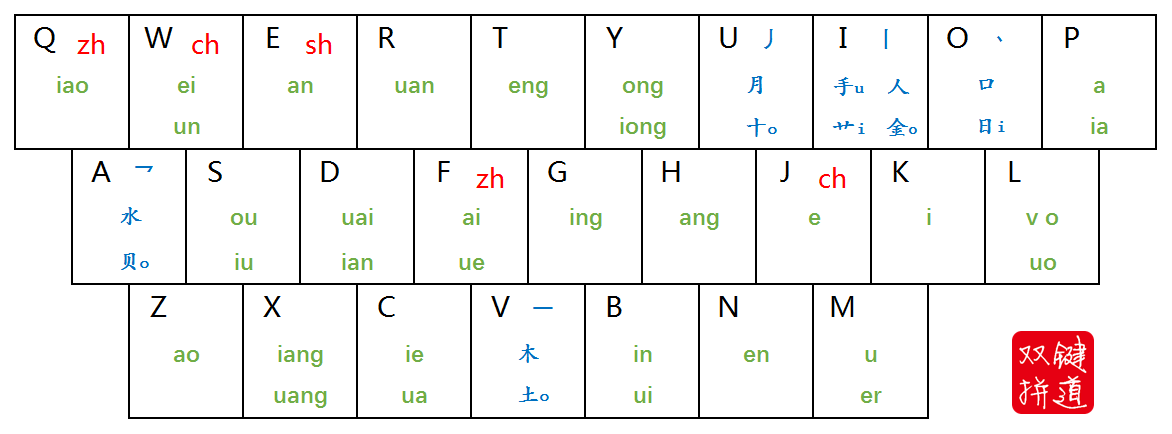 Q zh W ch E sh R T Y U 丿 I 丨 O 丶 P
iao ei an uan eng ong 月 手u 人 口 a
un iong 十o 艹i 金o 日i ia
A ㇖ S D F zh G H J ch K L
水 ou uai ai ing ang e i v o
贝o iu ian ue uo
Z X C V 一 B N M
ao iang ie 木 in en u
uang ua 土o ui er
双键
拼道